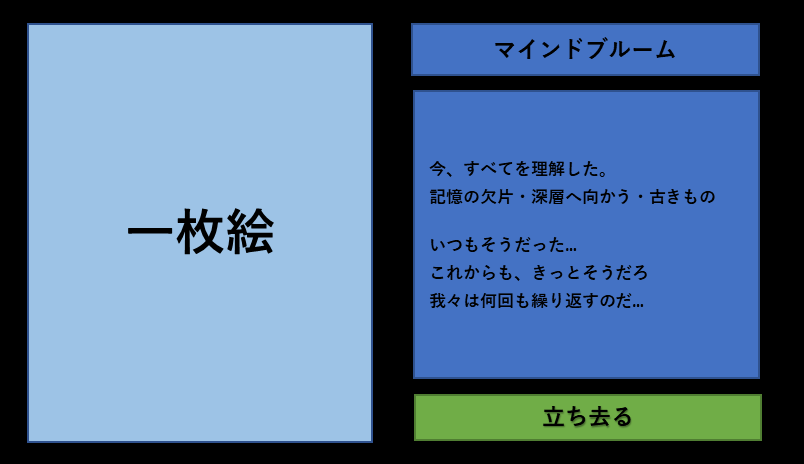 一枚絵
マインドブルーム
今、すべてを理解した。
記憶の欠片・深層へ向かう・古きもの
いつもそうだった...
これからも、きっとそうだろ
我々は何回も繰り返すのだ...
立ち去る